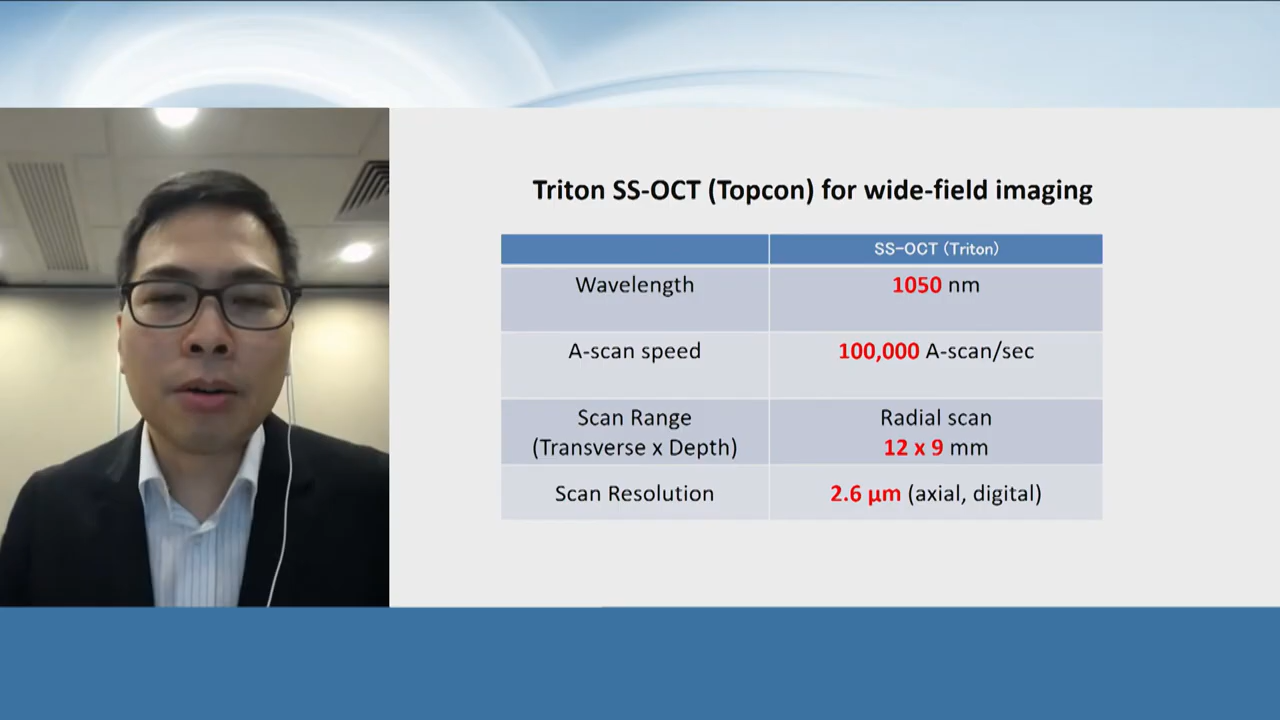 Triton SS-OCT (Topcon) for wide-field imaging
SS-OCT (Triton)
Wavelength
1050 nm
A-scan speed
100,000 A-scan/sec
Scan Range
(Transverse x Depth)
Radial scan
12 x 9 mm
Scan Resolution
2.6 µm (axial, digital)